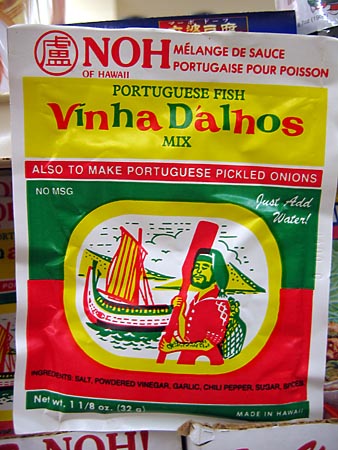 盧
NOH MÉLANGE DE SAUCE
OF HAWAII PORTUGAISE POUR POISSON
PORTUGUESE FISH
Vinha D'alhos
MIX
ALSO TO MAKE PORTUGUESE PICKLED ONIONS
NO MSG
Just Add
Water!
INGREDIENTS: SALT, POWDERED VINEGAR, GARLIC, CHILI PEPPER, SUGAR, SPICES.
Net wt. 1 1/8 oz. (32 g)
MADE IN HAWAII
NOH